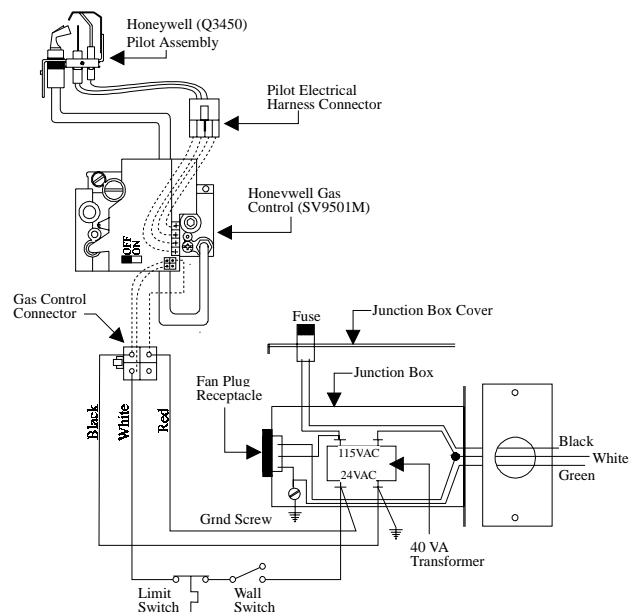 Honeywell (Q3450)
Pilot Assembly
Pilot Electrical
Harness Connector
Honevwell Gas
Control (SV9501M)
OFF
ON
Gas Control
Connector
Fuse
Junction Box Cover
Fan Plug
Receptacle
Junction Box
Black
White
Red
115VAC
24VAC
Black
White
Green
Grnd Screw
40 VA
Transformer
Limit
Switch
Wall
Switch